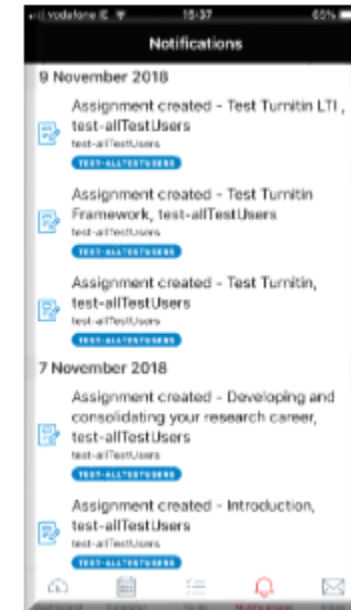 vodafone IE 15:37 65%
Notifications
9 November 2018
Assignment created - Test Turnitin LTI ,
test-allTestUsers
test-allTestUsers
TEST-ALLTESTUSERS
Assignment created - Test Turnitin
Framework, test-allTestUsers
test-allTestUsers
TEST-ALLTESTUSERS
Assignment created - Test Turnitin,
test-allTestUsers
test-allTestUsers
TEST-ALLTESTUSERS
7 November 2018
Assignment created - Developing and
consolidating your research career,
test-allTestUsers
test-allTestUsers
TEST-ALLTESTUSERS
Assignment created - Introduction,
test-allTestUsers
test-allTestUsers
TEST-ALLTESTUSERS